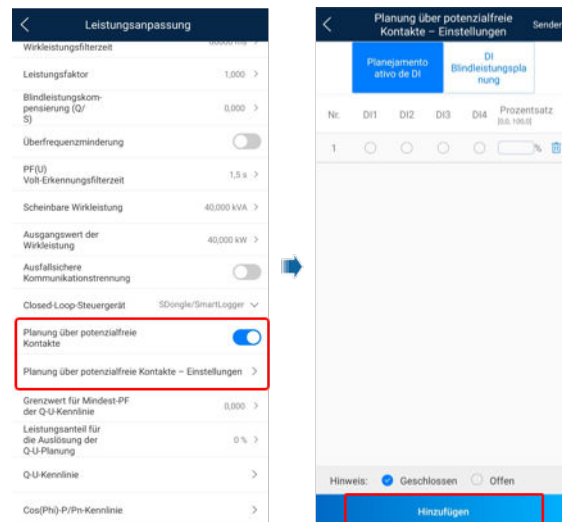 Leistungsanpassung
Wirkleistungsfilterzeit
Leistungsfaktor 1,000
Blindleistungskom-
pensierung (Q/
S) 0,000
Überfrequenzminderung
PF(U)
Volt-Erkennungsfilterzeit 1,5 s
Scheinbare Wirkleistung 40,000 kVA
Ausgangswert der
Wirkleistung 40,000 kW
Ausfallsichere
Kommunikationstrennung
Closed-Loop-Steuergerät SDongle/SmartLogger
Planung über potenzialfreie
Kontakte
Planung über potenzialfreie Kontakte – Einstellungen
Grenzwert für Mindest-PF
der Q-U-Kennlinie 0,000
Leistungsanteil für
die Auslösung der
Q-U-Planung 0 %
Q-U-Kennlinie
Cos(Phi)-P/Pn-Kennlinie
Planung über potenzialfreie
Kontakte – Einstellungen
Senden
Planejamento
ativo de DI
DI
Blindleistungspla
nung
Nr. DI1 DI2 DI3 DI4 Prozentsatz
[0,0, 100,0]
1 %
Hinweis: Geschlossen Offen
Hinzufügen